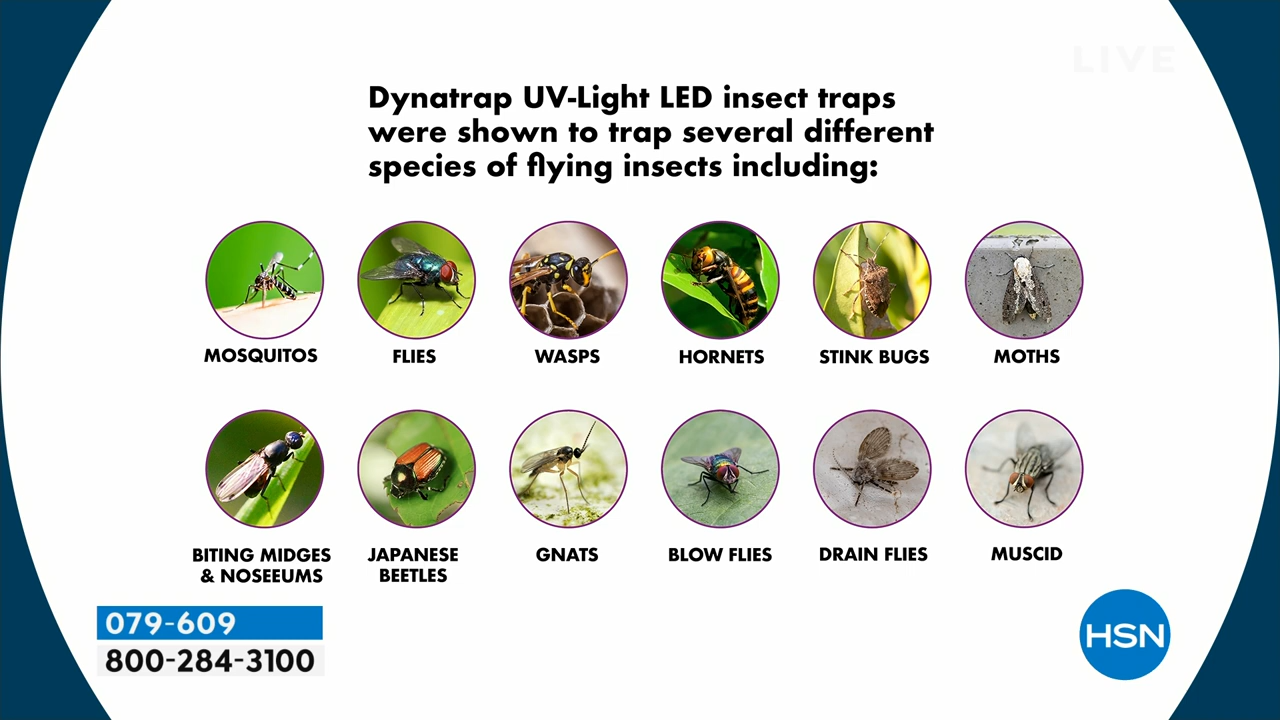 LIVE
Dynatrap UV-Light LED insect traps
were shown to trap several different
species of flying insects including:
MOSQUITOS
FLIES
WASPS
HORNETS
STINK BUGS
MOTHS
BITING MIDGES
& NOSEEUMS
JAPANESE
BEETLES
GNATS
BLOW FLIES
DRAIN FLIES
MUSCID
079-609
800-284-3100
HSN